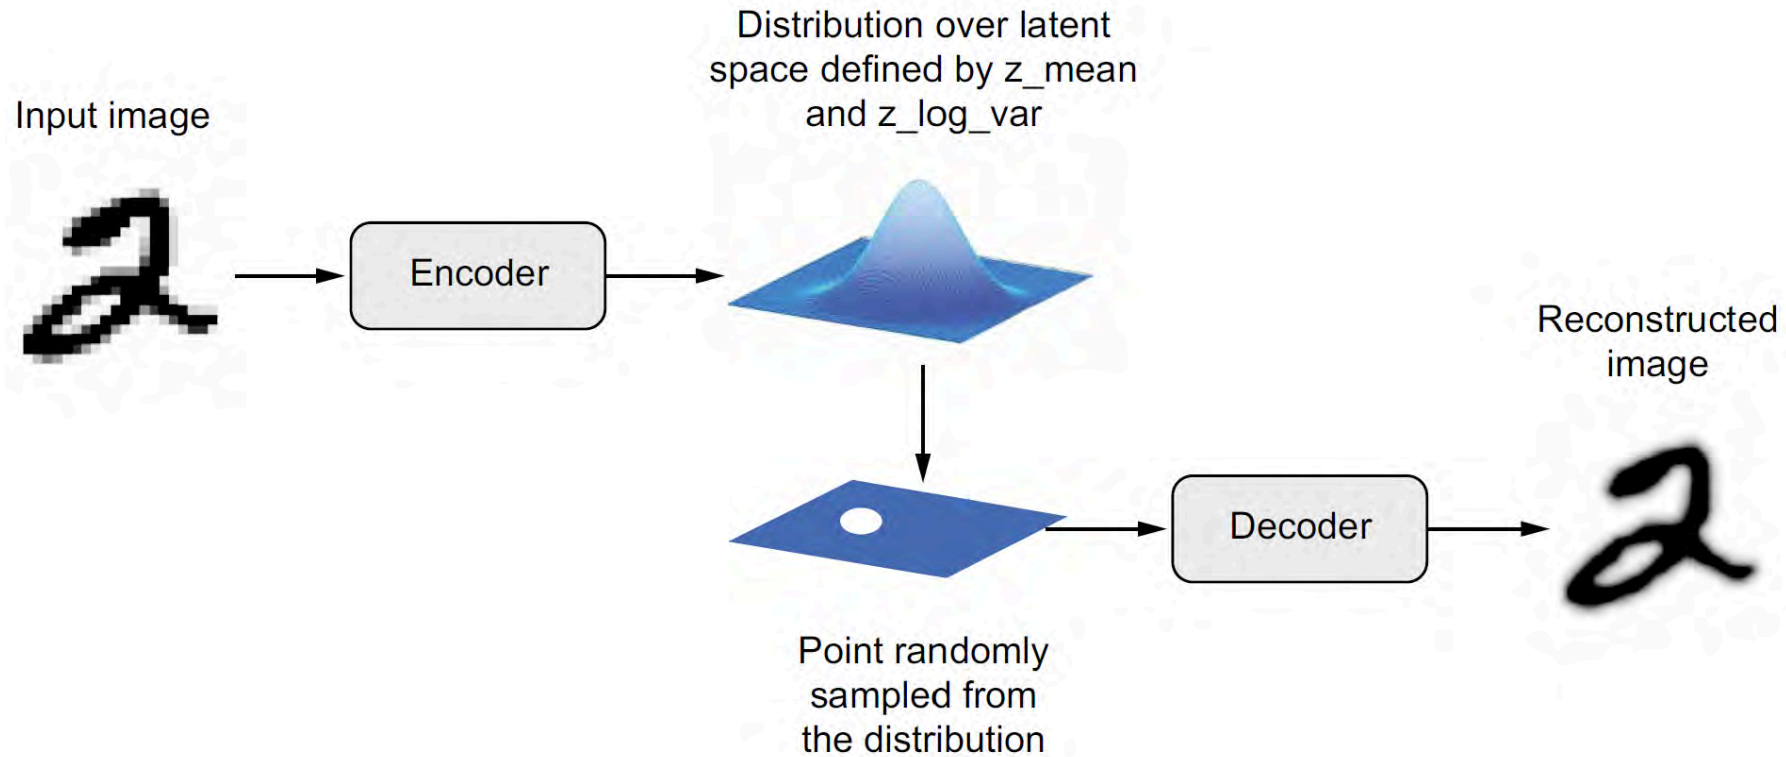 Input image
Encoder
Distribution over latent
space defined by z_mean
and z_log_var
Point randomly
sampled from
the distribution
Decoder
Reconstructed
image